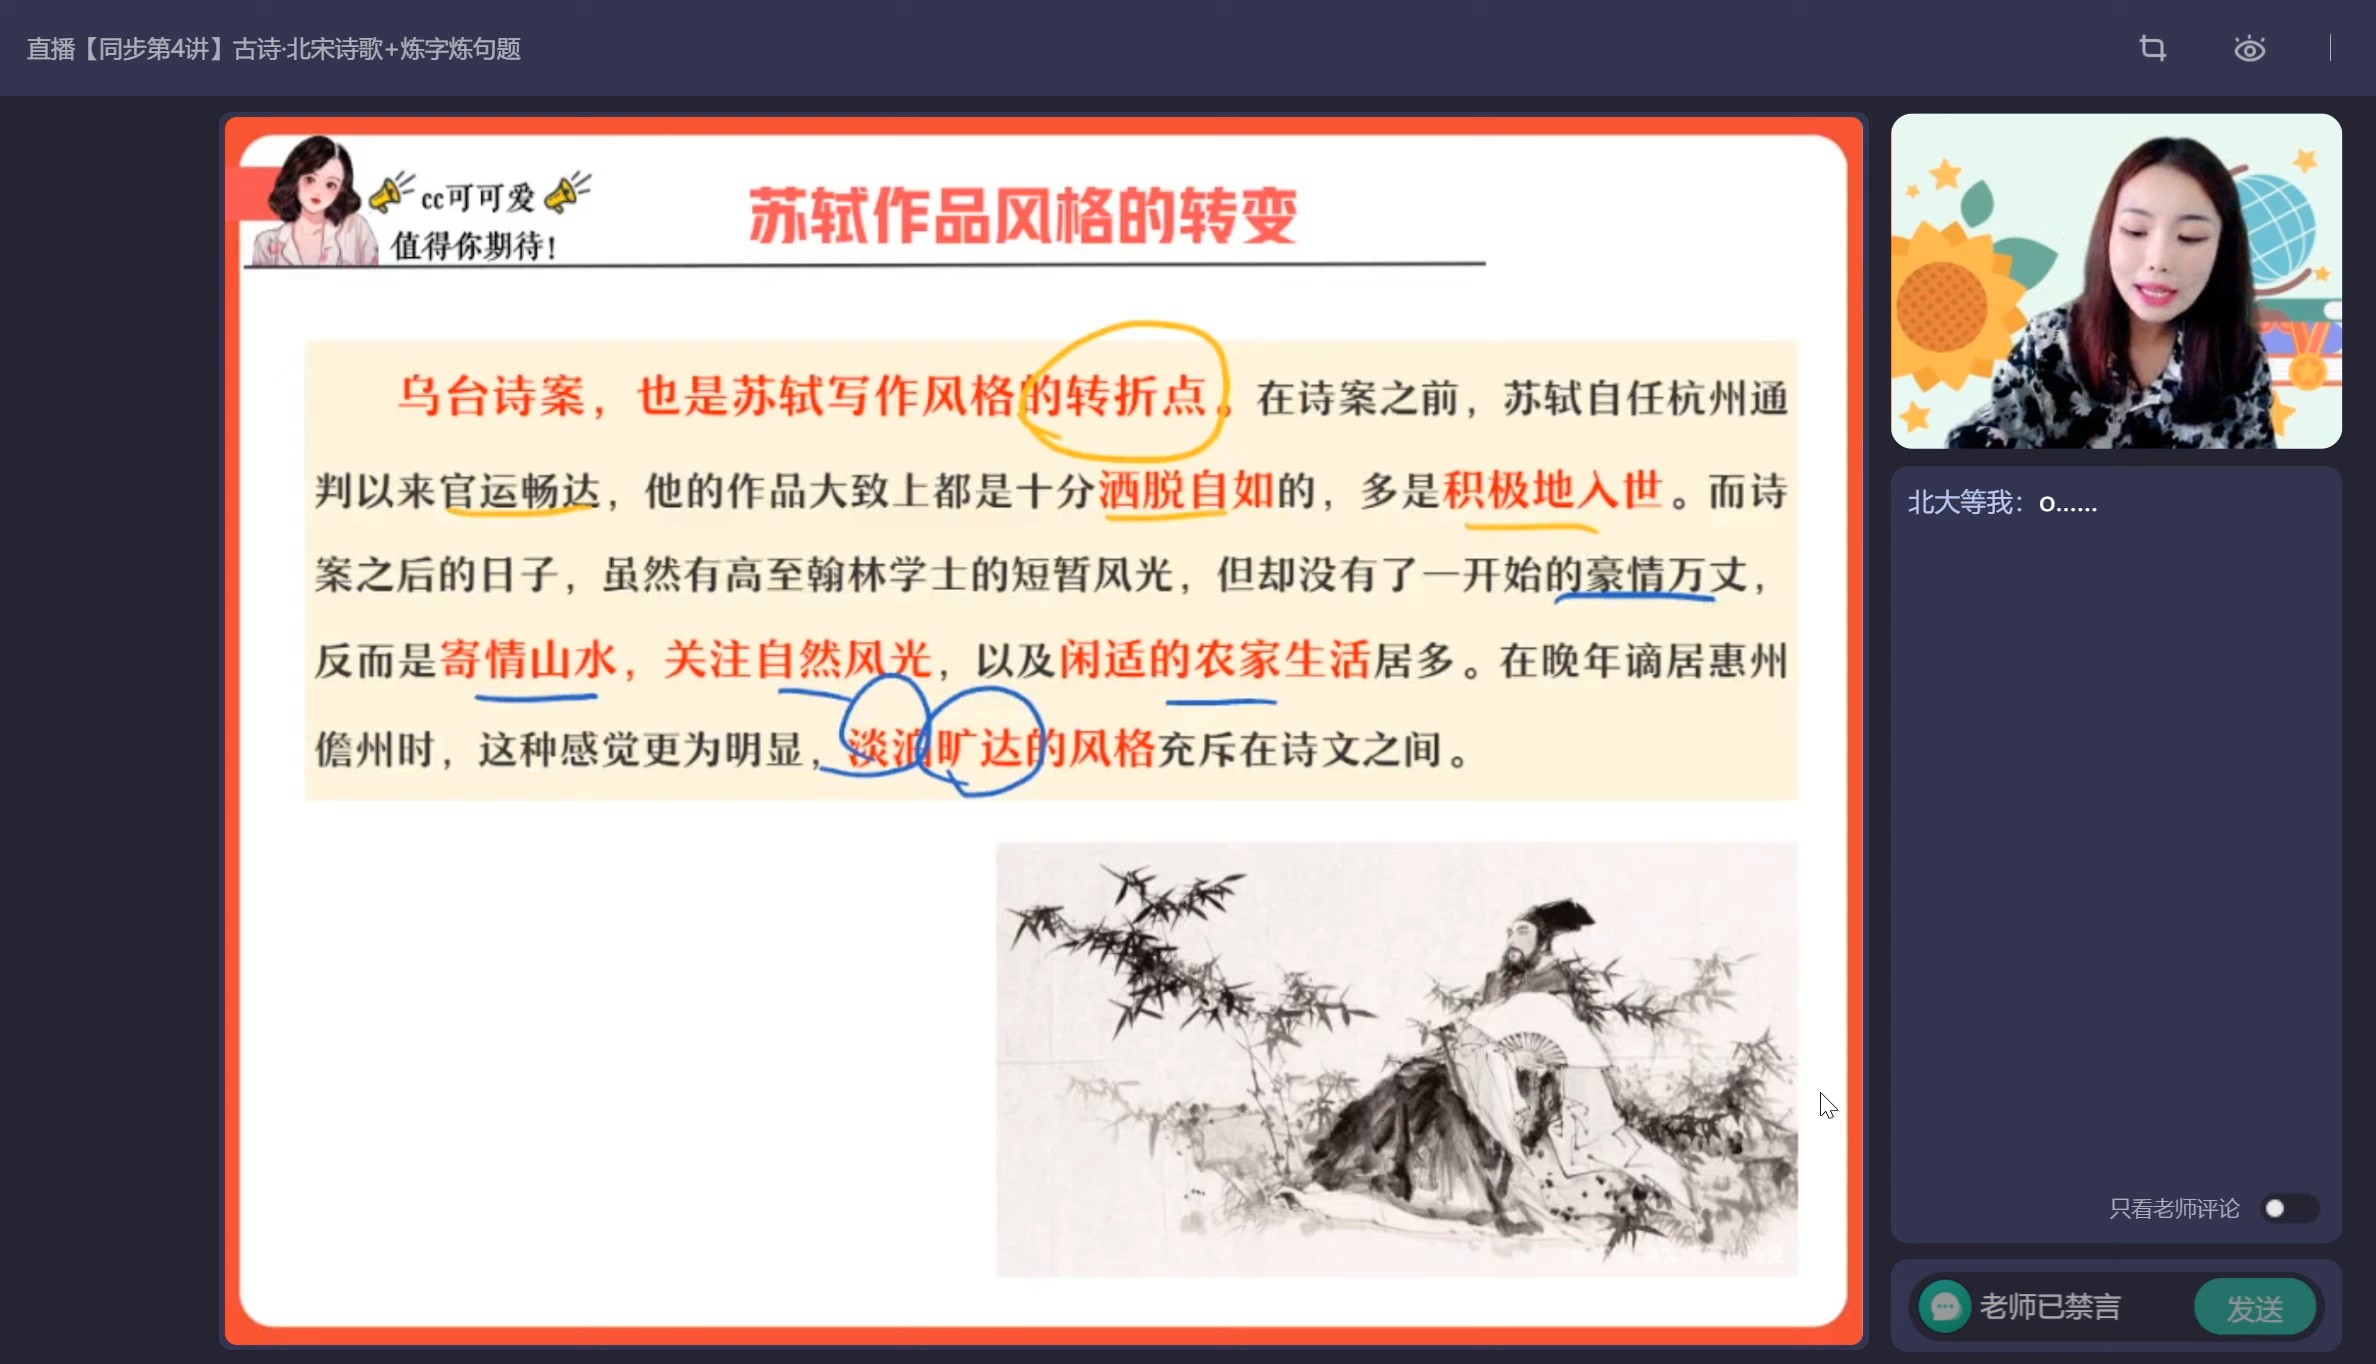 直播【同步第4讲】古诗·北宋诗歌+炼字炼句题
cc可可爱
值得你期待!
苏轼作品风格的转变
乌台诗案，也是苏轼写作风格的转折点。在诗案之前，苏轼自任杭州通
判以来官运畅达，他的作品大致上都是十分洒脱自如的，多是积极地入世。而诗
案之后的日子，虽然有高至翰林学士的短暂风光，但却没有了一开始的豪情万丈，
反而是寄情山水，关注自然风光，以及闲适的农家生活居多。在晚年谪居惠州
儋州时，这种感觉更为明显，淡泊旷达的风格充斥在诗文之间。
北大等我：o......
只看老师评论
老师已禁言
发送